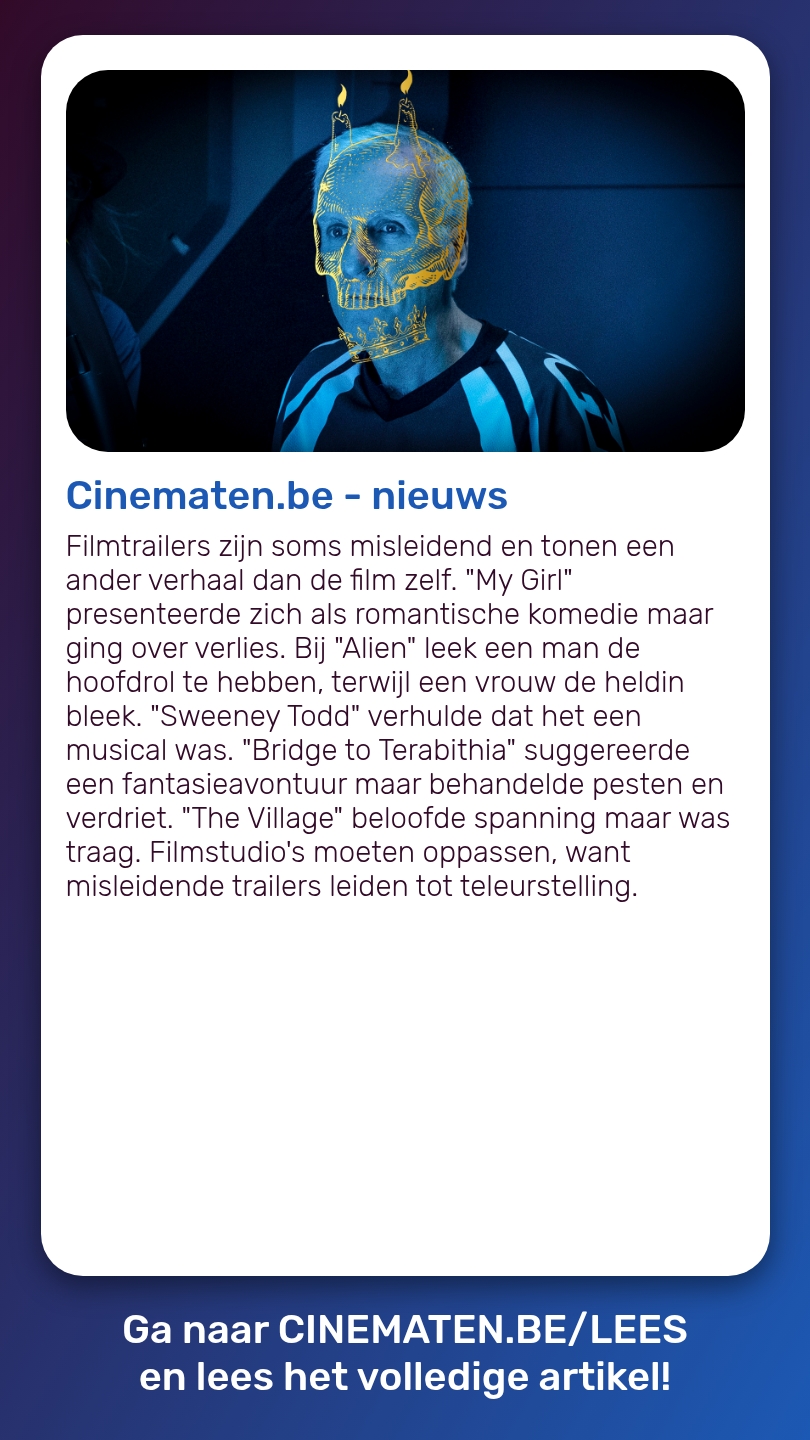 Cinematen.be - nieuws
Filmtrailers zijn soms misleidend en tonen een
ander verhaal dan de film zelf. "My Girl"
presenteerde zich als romantische komedie maar
ging over verlies. Bij "Alien" leek een man de
hoofdrol te hebben, terwijl een vrouw de heldin
bleek. "Sweeney Todd" verhulde dat het een
musical was. "Bridge to Terabithia" suggereerde
een fantasieavontuur maar behandelde pesten en
verdriet. "The Village" beloofde spanning maar was
traag. Filmstudio's moeten oppassen, want
misleidende trailers leiden tot teleurstelling.
Ga naar CINEMATEN.BE/LEES
en lees het volledige artikel!